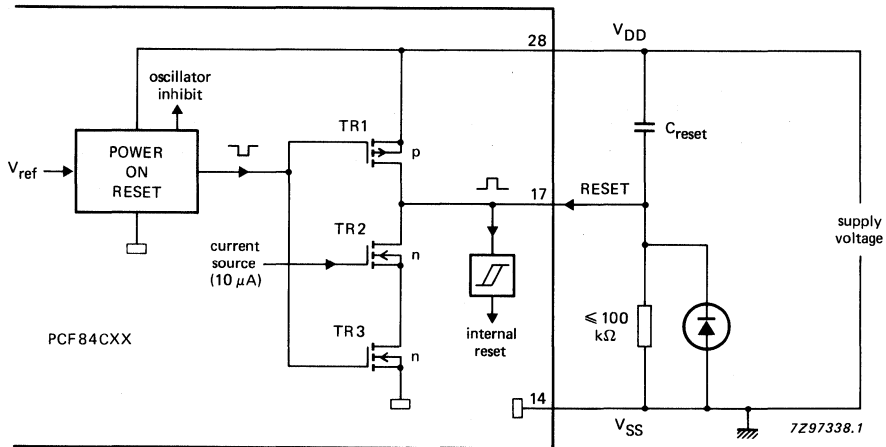 28
V_DD
oscillator
inhibit
TR1
p
C_reset
POWER
ON
RESET
V_ref
17
RESET
supply
voltage
TR2
n
current
source
(10 μA)
≤ 100
kΩ
internal
reset
TR3
n
PCF84CXX
14
V_SS
7Z97338.1